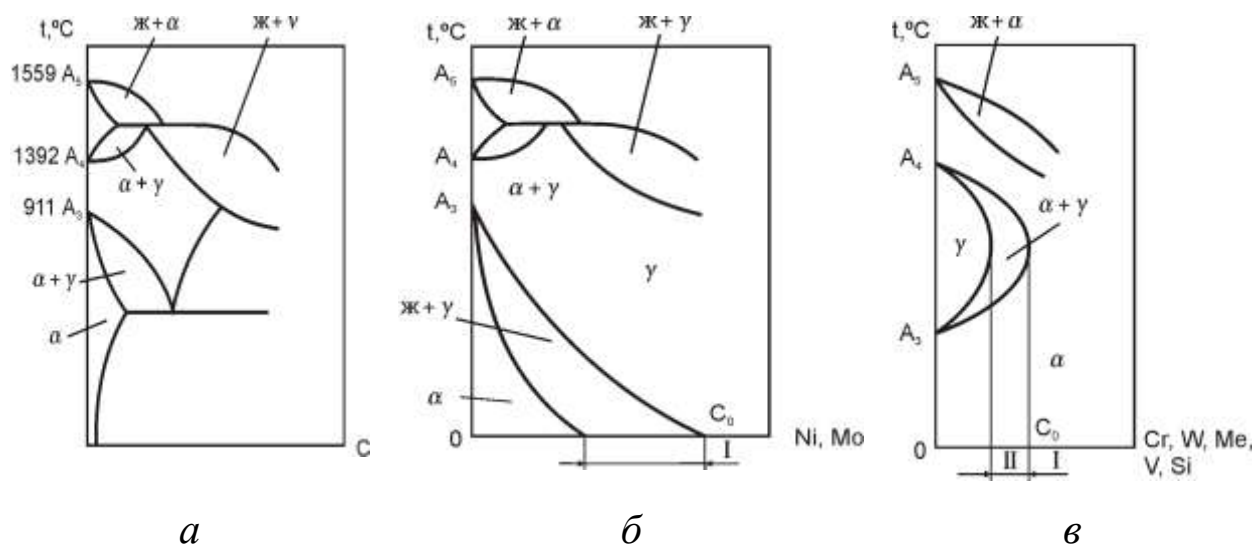 t,ºC
ж + α
ж + γ
1559 A₅
1392 A₄
α + γ
911 A₃
α + γ
α
C
а
t,ºC
ж + α
ж + γ
A₅
A₄
α + γ
A₃
γ
ж + γ
α
C₀
0
I
Ni, Mo
б
t,ºC
ж + α
A₅
A₄
α + γ
γ
A₃
α
C₀
0
II I
Cr, W, Me,
V, Si
в